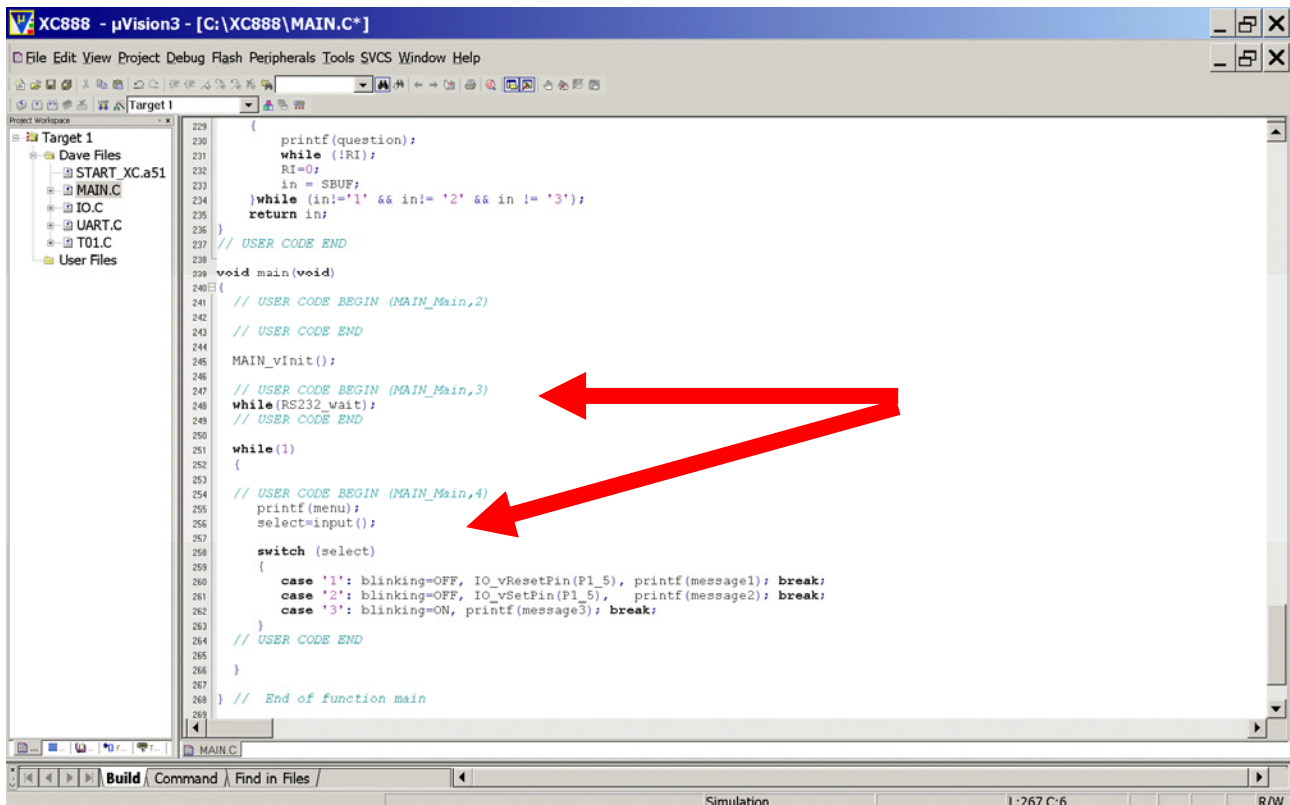 XC888 - µVision3 - [C:\XC888\MAIN.C*]
File Edit View Project Debug Flash Peripherals Tools SVCS Window Help
Target 1
Project Workspace
Target 1
Dave Files
START_XC.a51
MAIN.C
IO.C
UART.C
T01.C
User Files
229 {
230 printf(question);
231 while (!RI);
232 RI=0;
233 in = SBUF;
234 }while (in!='1' && in!= '2' && in != '3');
235 return in;
236 }
237 // USER CODE END
238
239 void main(void)
240 {
241 // USER CODE BEGIN (MAIN_Main,2)
242
243 // USER CODE END
244
245 MAIN_vInit();
246
247 // USER CODE BEGIN (MAIN_Main,3)
248 while(RS232_wait);
249 // USER CODE END
250
251 while(1)
252 {
253
254 // USER CODE BEGIN (MAIN_Main,4)
255 printf(menu);
256 select=input();
257
258 switch (select)
259 {
260 case '1': blinking=OFF, IO_vResetPin(P1_5), printf(message1); break;
261 case '2': blinking=OFF, IO_vSetPin(P1_5), printf(message2); break;
262 case '3': blinking=ON, printf(message3); break;
263 }
264 // USER CODE END
265
266 }
267
268 } // End of function main
269
MAIN.C
Build Command Find in Files
Simulation L:267 C:6 R/W